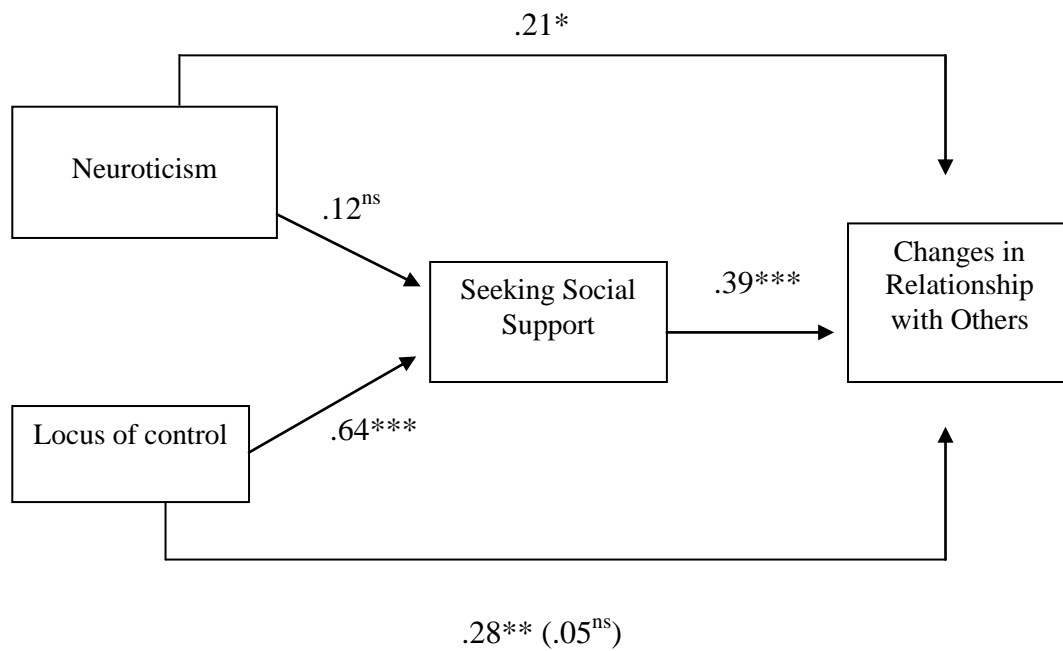 .21*
Neuroticism
.12ns
Changes in
Relationship
with Others
Seeking Social
Support
.39***
Locus of control
.64***
.28** (.05ns)